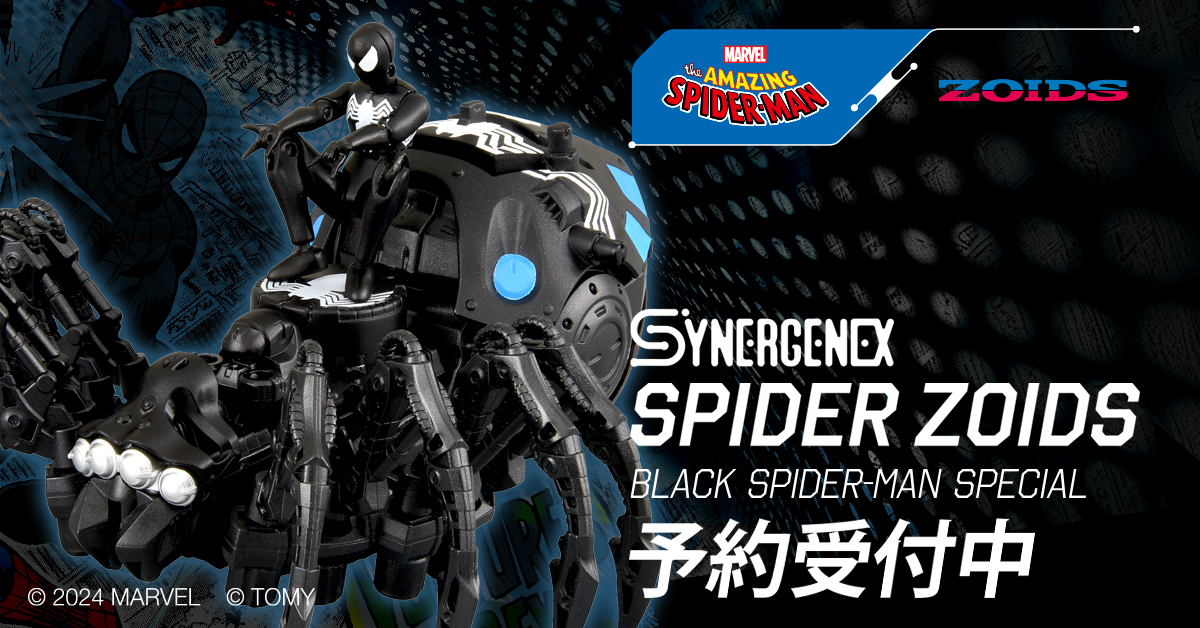 MARVEL
the AMAZING
SPIDER-MAN
ZOIDS
SYNERGENEX
SPIDER ZOIDS
BLACK SPIDER-MAN SPECIAL
予約受付中
© 2024 MARVEL © TOMY